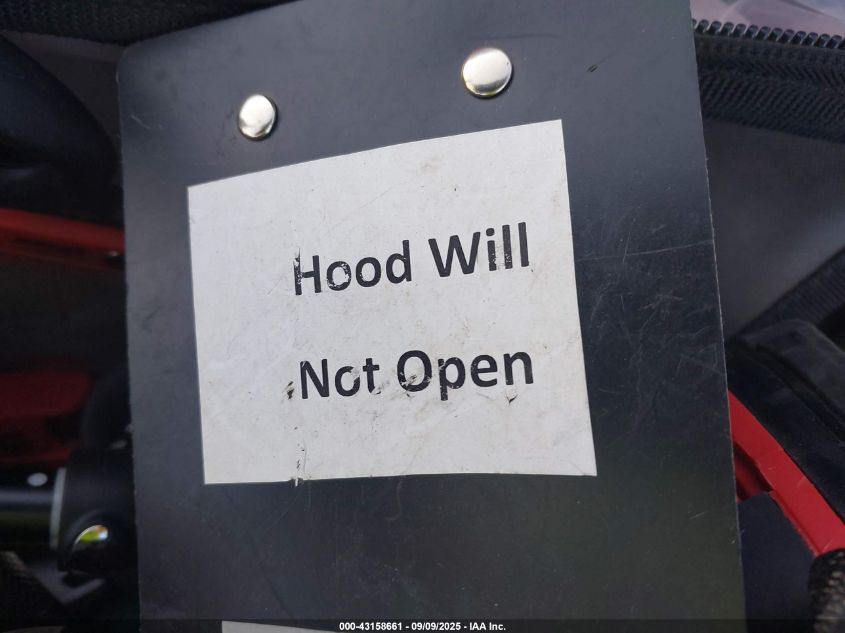 Hood Will
Not Open
000-43158661 - 09/09/2025 - IAA Inc.